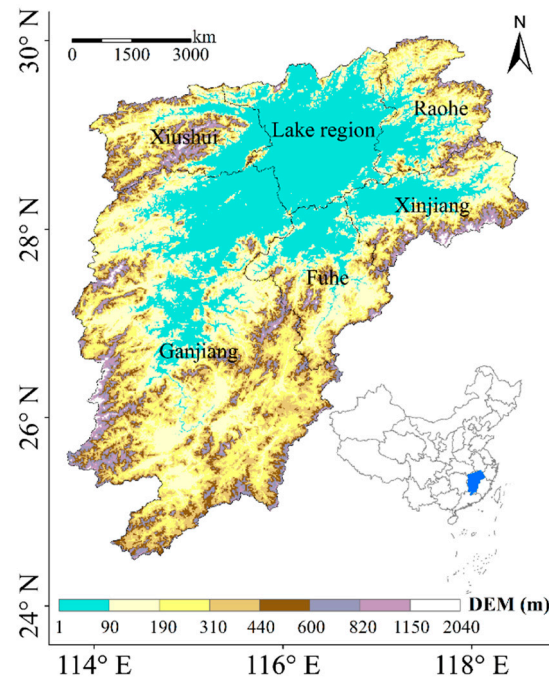 km
0 1500 3000
N
30° N
28° N
26° N
24° N
Xiushui
Lake region
Raohe
Xinjiang
Fuhe
Ganjiang
DEM (m)
1 90 190 310 440 600 820 1150 2040
114° E 116° E 118° E